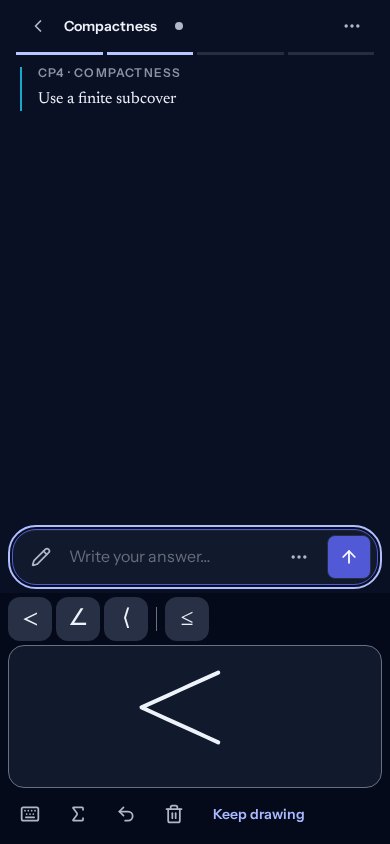 Compactness
CP4 · COMPACTNESS
Use a finite subcover
Write your answer...
< ∠ ⟨ ≤
<
Σ Keep drawing